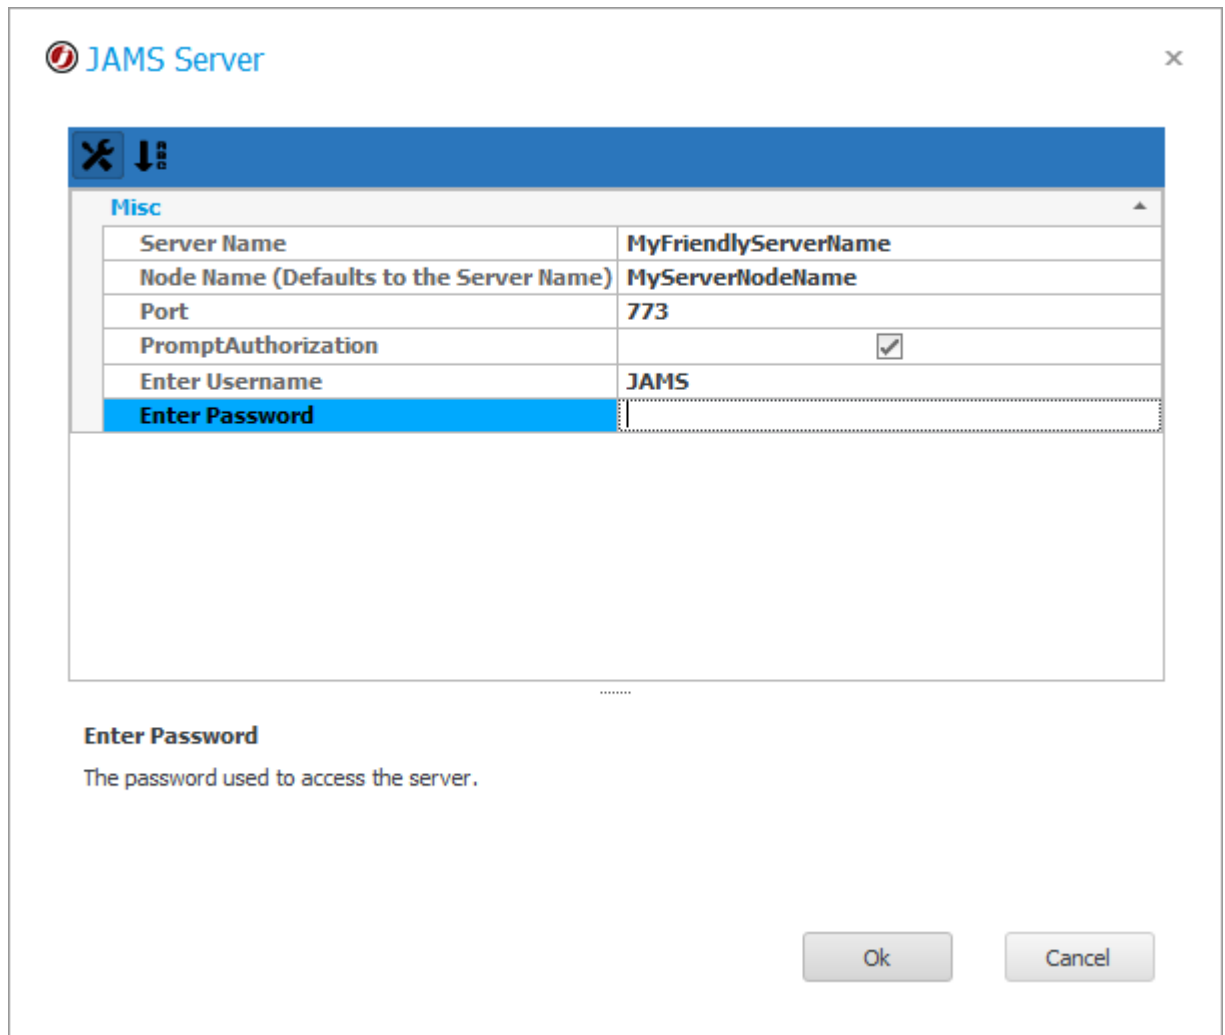 JAMS Server
Misc
Server Name MyFriendlyServerName
Node Name (Defaults to the Server Name) MyServerNodeName
Port 773
PromptAuthorization
Enter Username JAMS
Enter Password
Enter Password
The password used to access the server.
Ok Cancel